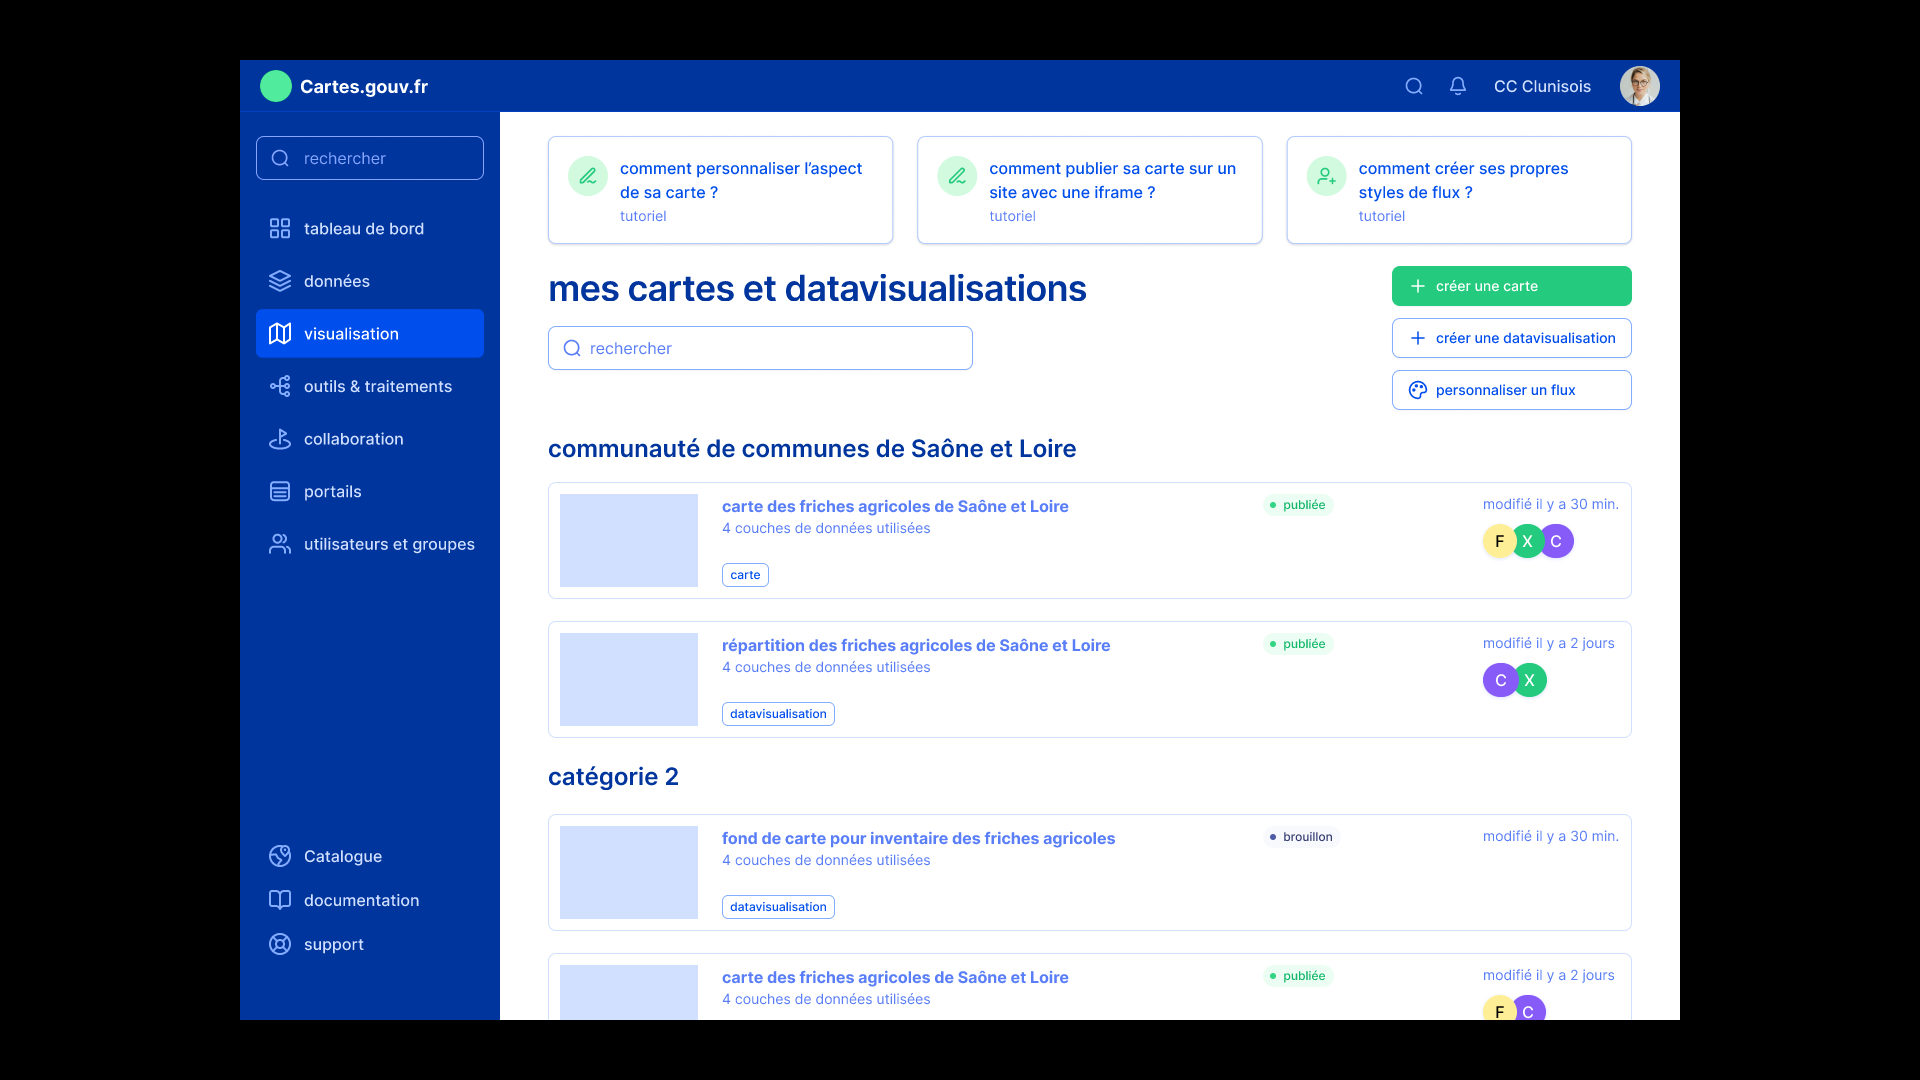 Cartes.gouv.fr
CC Clunisois
rechercher
tableau de bord
données
visualisation
outils & traitements
collaboration
portails
utilisateurs et groupes
Catalogue
documentation
support
comment personnaliser l’aspect
de sa carte ?
tutoriel
comment publier sa carte sur un
site avec une iframe ?
tutoriel
comment créer ses propres
styles de flux ?
tutoriel
mes cartes et datavisualisations
rechercher
créer une carte
créer une datavisualisation
personnaliser un flux
communauté de communes de Saône et Loire
carte des friches agricoles de Saône et Loire
4 couches de données utilisées
carte
publiée
modifié il y a 30 min.
F X C
répartition des friches agricoles de Saône et Loire
4 couches de données utilisées
datavisualisation
publiée
modifié il y a 2 jours
C X
catégorie 2
fond de carte pour inventaire des friches agricoles
4 couches de données utilisées
datavisualisation
brouillon
modifié il y a 30 min.
carte des friches agricoles de Saône et Loire
4 couches de données utilisées
publiée
modifié il y a 2 jours
F C